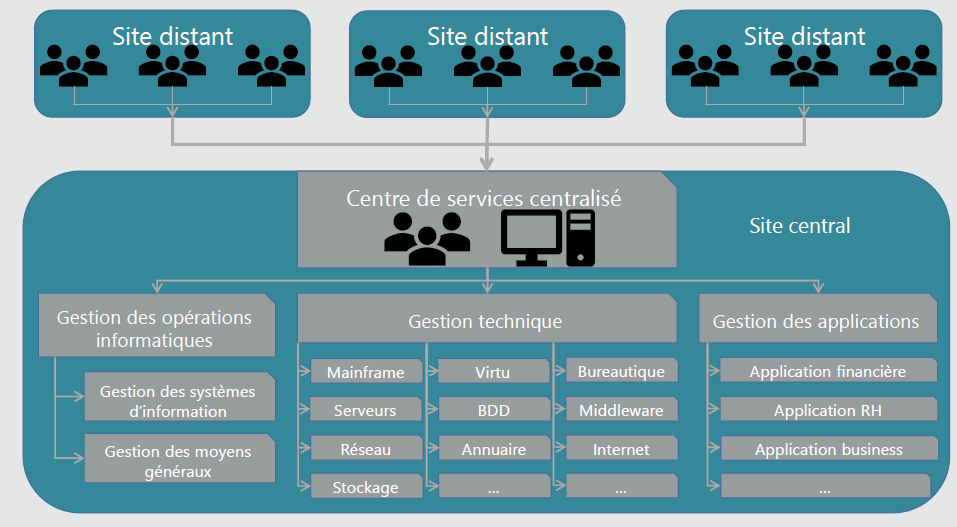 Site distant
Site distant
Site distant
Centre de services centralisé
Site central
Gestion des opérations
informatiques
Gestion des systèmes
d'information
Gestion des moyens
généraux
Gestion technique
Mainframe
Serveurs
Réseau
Stockage
Virtu
BDD
Annuaire
...
Bureautique
Middleware
Internet
...
Gestion des applications
Application financière
Application RH
Application business
...